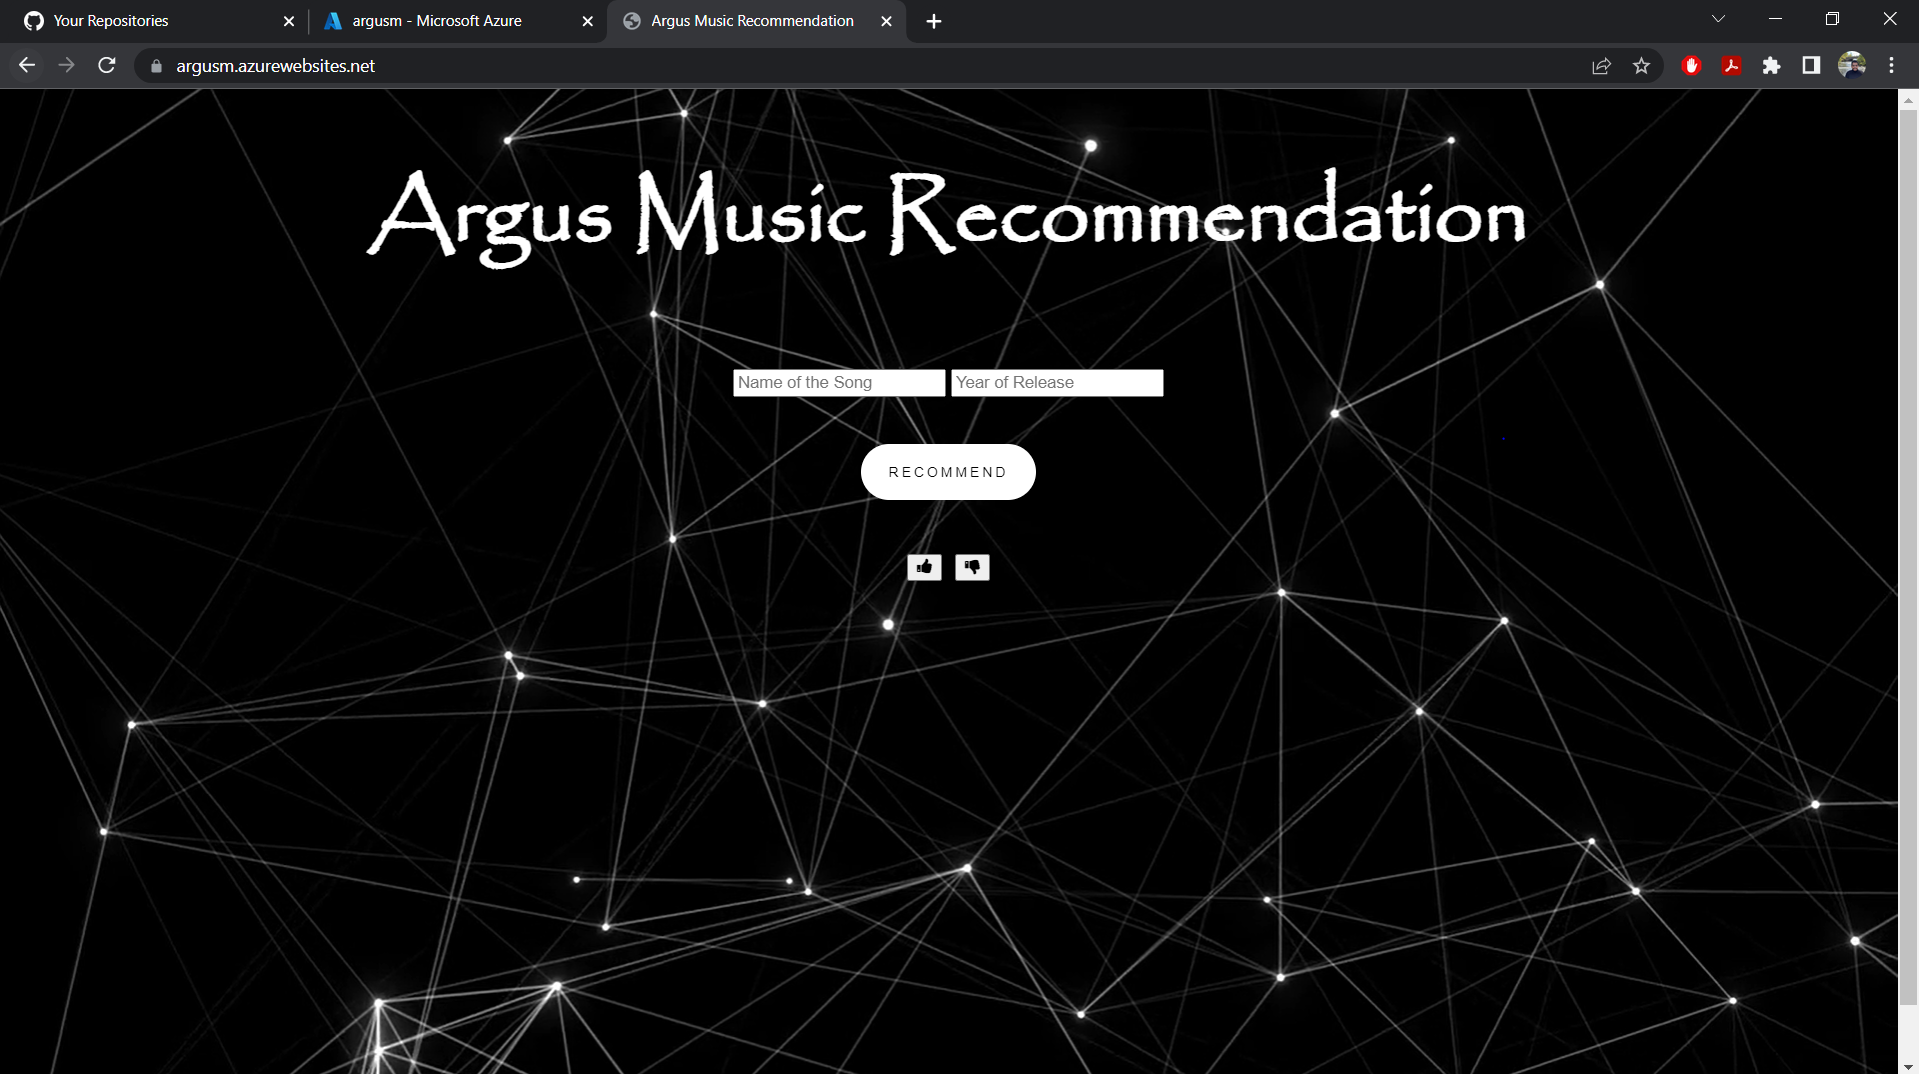 Your Repositories
argusm - Microsoft Azure
Argus Music Recommendation
argusm.azurewebsites.net
Argus Music Recommendation
Name of the Song
Year of Release
RECOMMEND